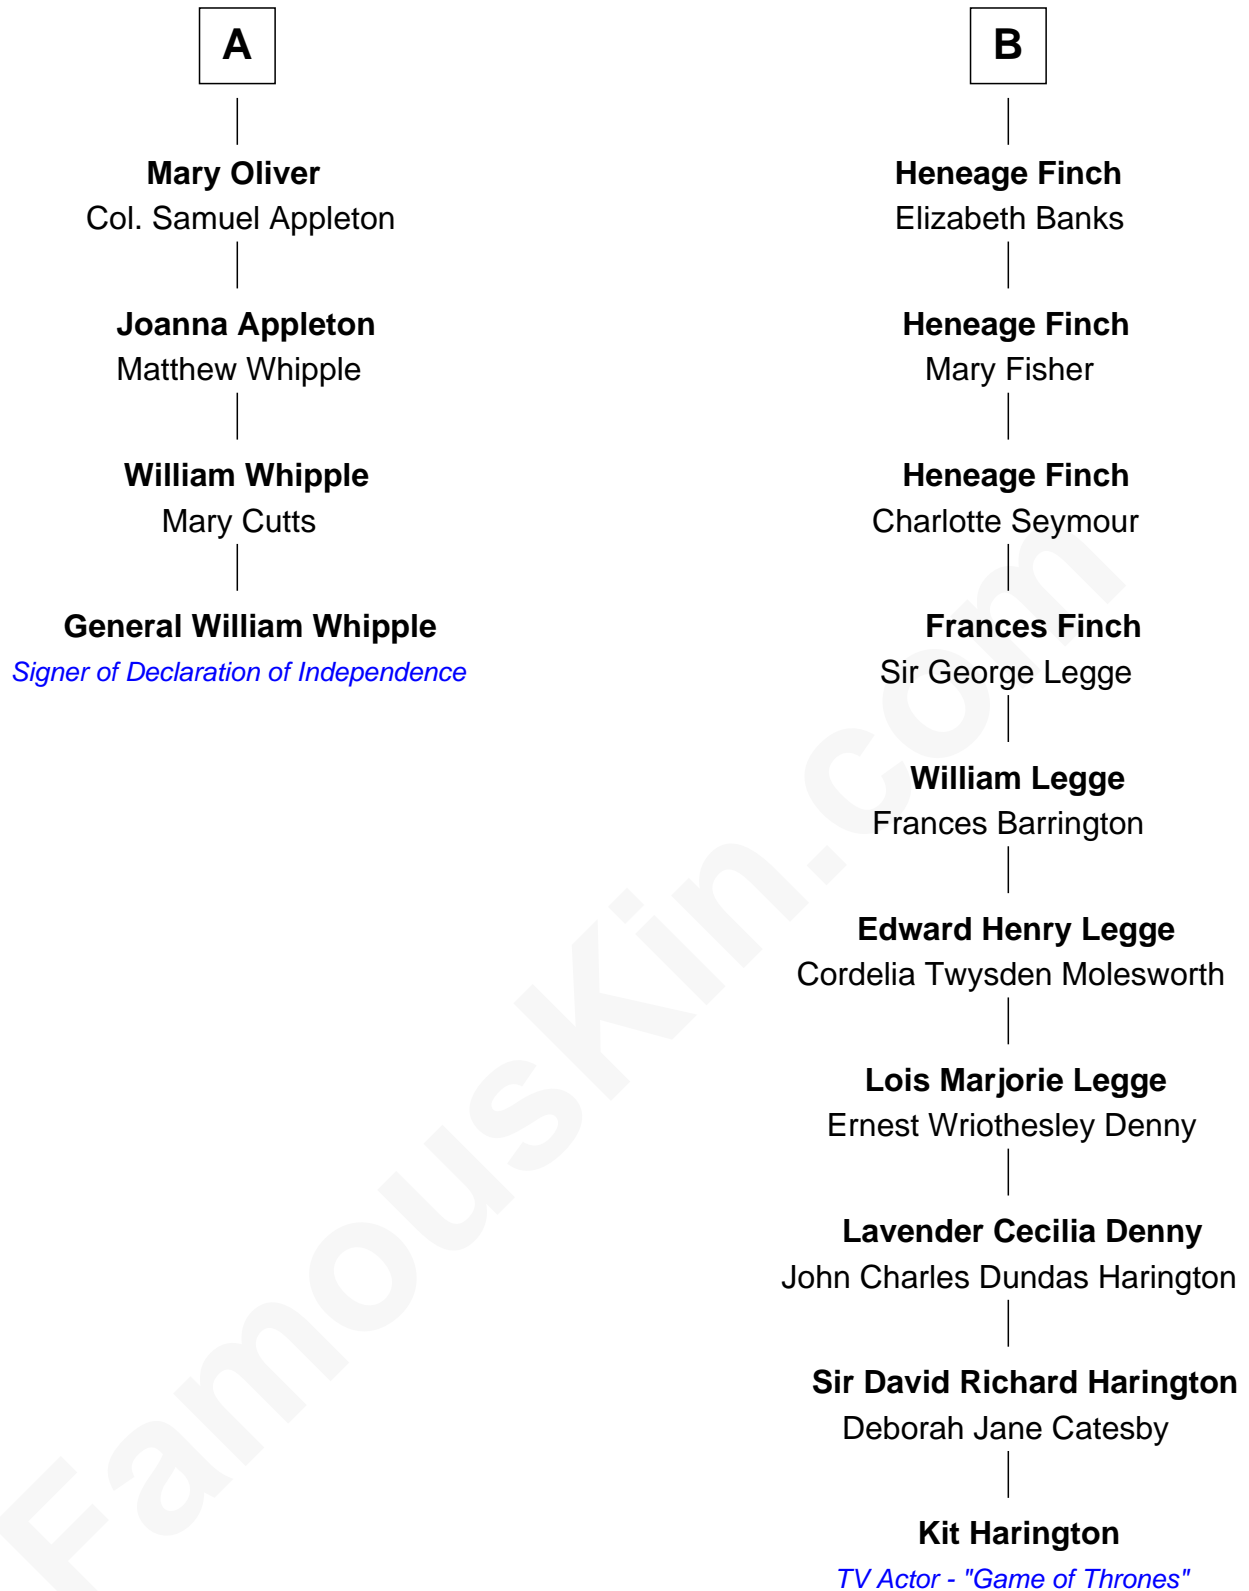 A
Mary Oliver
Col. Samuel Appleton
Joanna Appleton
Matthew Whipple
William Whipple
Mary Cutts
General William Whipple
Signer of Declaration of Independence
B
Heneage Finch
Elizabeth Banks
Heneage Finch
Mary Fisher
Heneage Finch
Charlotte Seymour
Frances Finch
Sir George Legge
William Legge
Frances Barrington
Edward Henry Legge
Cordelia Twysden Molesworth
Lois Marjorie Legge
Ernest Wriothesley Denny
Lavender Cecilia Denny
John Charles Dundas Harington
Sir David Richard Harington
Deborah Jane Catesby
Kit Harington
TV Actor - "Game of Thrones"
FamousKin.com